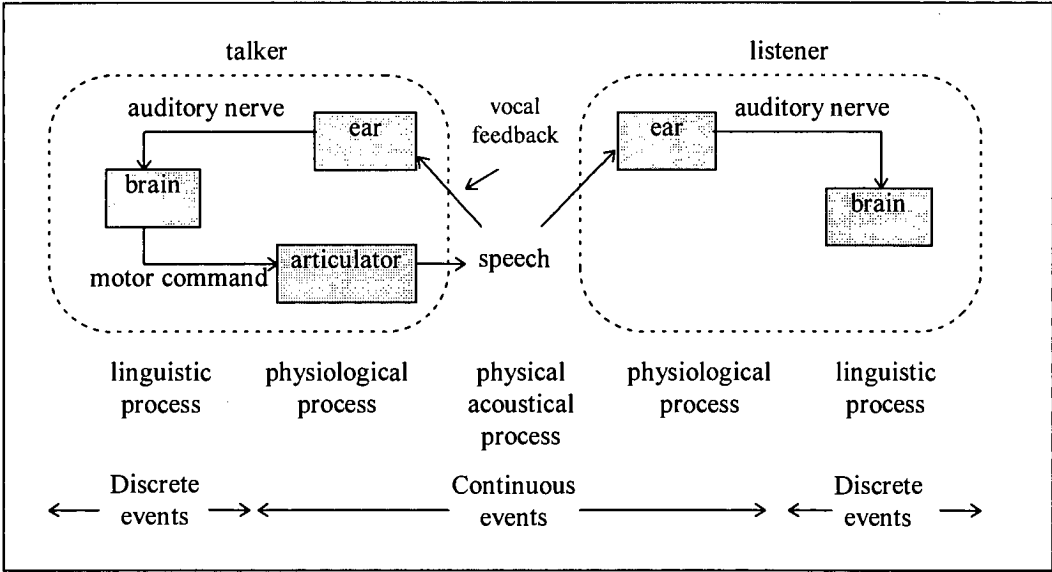 talker
listener
auditory nerve
ear
vocal
feedback
ear
auditory nerve
brain
brain
motor command
articulator
speech
linguistic
process
physiological
process
physical
acoustical
process
physiological
process
linguistic
process
Discrete
events
Continuous
events
Discrete
events